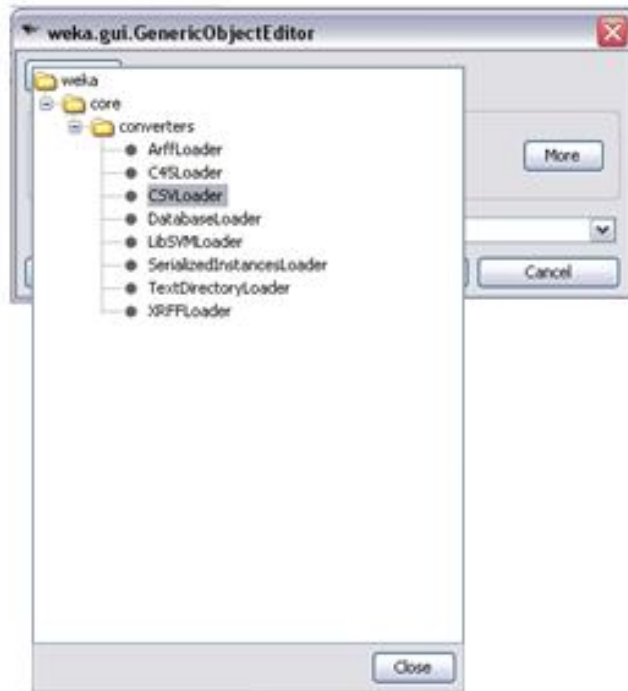 weka.gui.GenericObjectEditor
weka
core
converters
ArffLoader
C45Loader
CSVLoader
DatabaseLoader
LibSVMLoader
SerializedInstancesLoader
TextDirectoryLoader
XRFFLoader
More
Cancel
Close